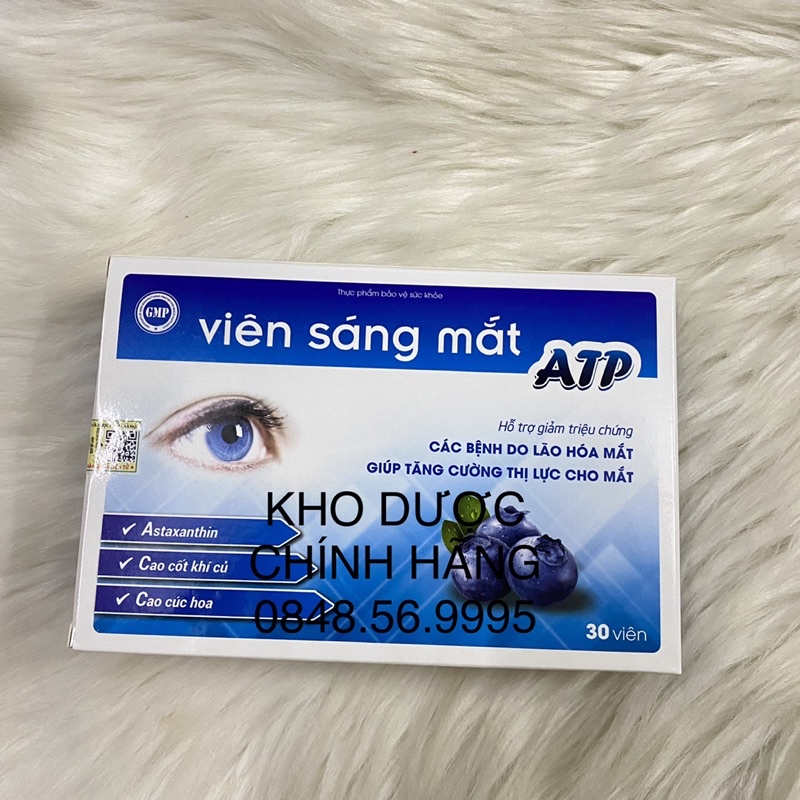 Thực phẩm bảo vệ sức khỏe
GMP
viên sáng mắt
ATP
Hỗ trợ giảm triệu chứng
CÁC BỆNH DO LÃO HÓA MẮT
GIÚP TĂNG CƯỜNG THỊ LỰC CHO MẮT
KHO DƯỢC
CHÍNH HÃNG
0848.56.9995
Astaxanthin
Cao cốt khí củ
Cao cúc hoa
30 viên